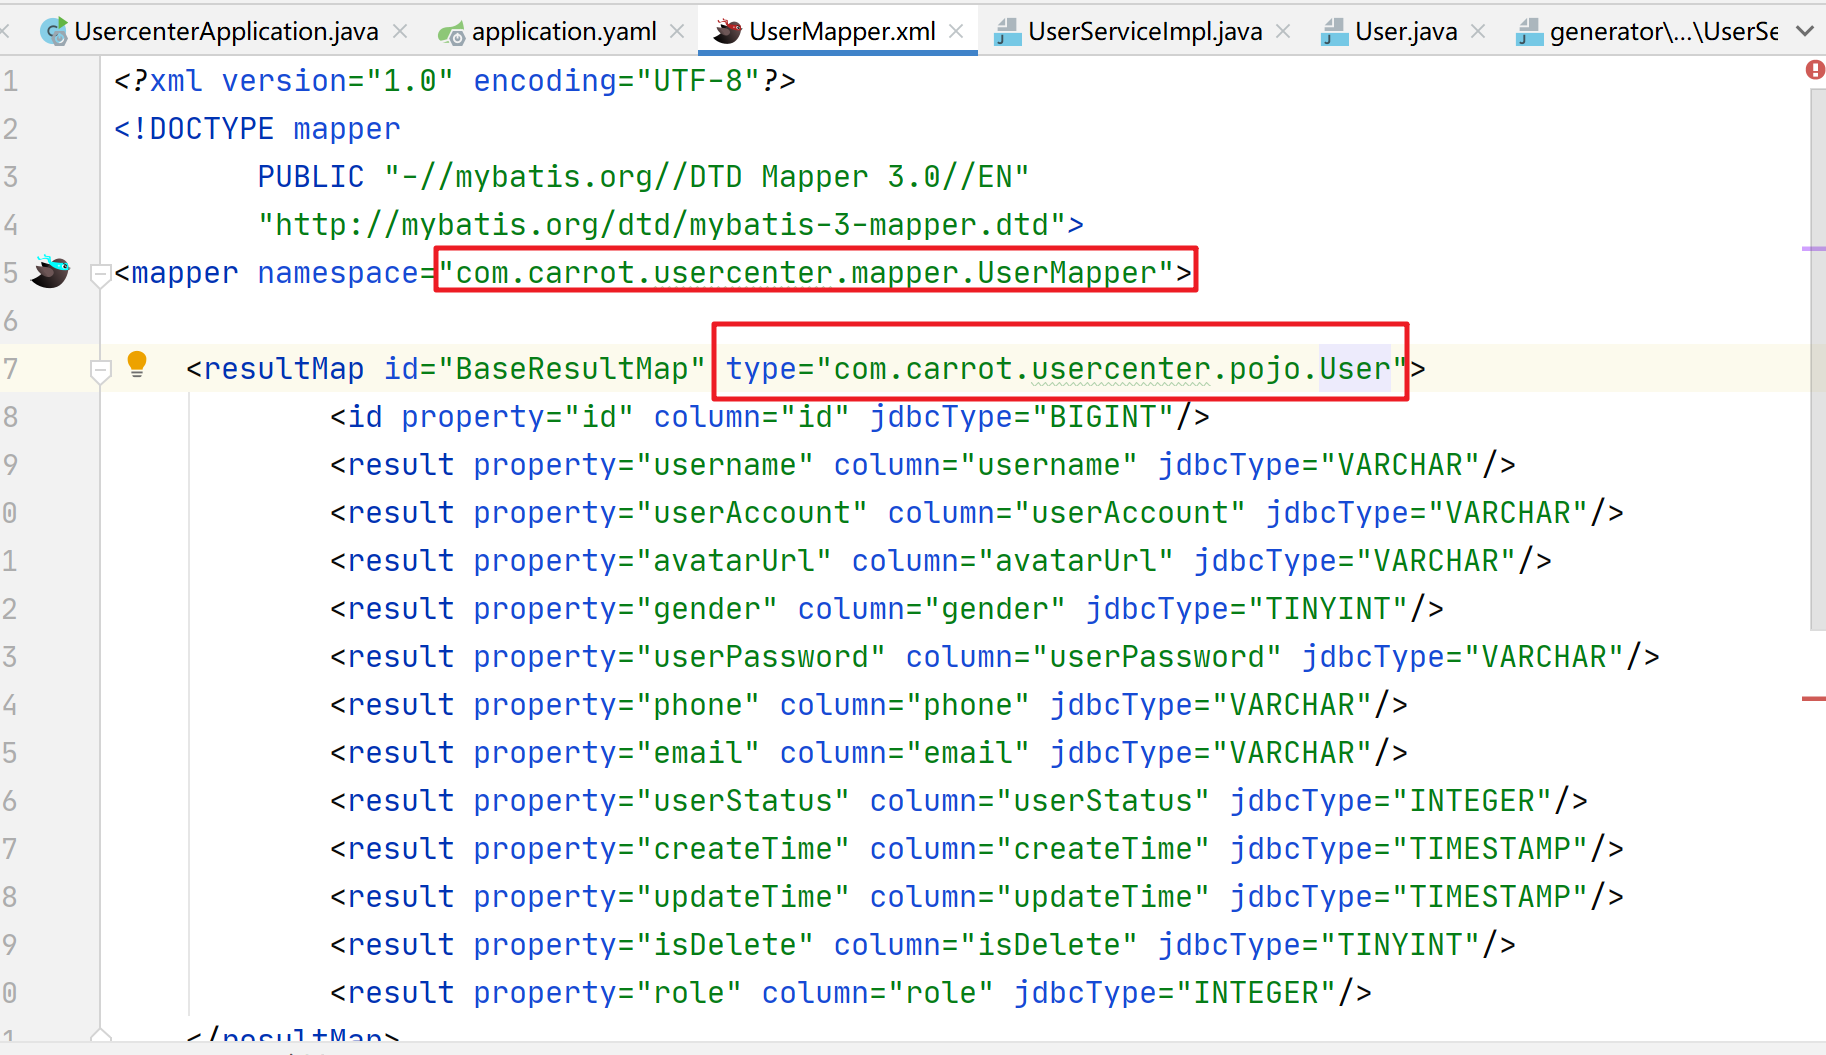 UsercenterApplication.java application.yaml UserMapper.xml UserServiceImpl.java User.java generator\...\UserSe
1 <?xml version="1.0" encoding="UTF-8"?>
2 <!DOCTYPE mapper
3 PUBLIC "-//mybatis.org//DTD Mapper 3.0//EN"
4 "http://mybatis.org/dtd/mybatis-3-mapper.dtd">
5 <mapper namespace="com.carrot.usercenter.mapper.UserMapper">
6
7 <resultMap id="BaseResultMap" type="com.carrot.usercenter.pojo.User">
8 <id property="id" column="id" jdbcType="BIGINT"/>
9 <result property="username" column="username" jdbcType="VARCHAR"/>
0 <result property="userAccount" column="userAccount" jdbcType="VARCHAR"/>
1 <result property="avatarUrl" column="avatarUrl" jdbcType="VARCHAR"/>
2 <result property="gender" column="gender" jdbcType="TINYINT"/>
3 <result property="userPassword" column="userPassword" jdbcType="VARCHAR"/>
4 <result property="phone" column="phone" jdbcType="VARCHAR"/>
5 <result property="email" column="email" jdbcType="VARCHAR"/>
6 <result property="userStatus" column="userStatus" jdbcType="INTEGER"/>
7 <result property="createTime" column="createTime" jdbcType="TIMESTAMP"/>
8 <result property="updateTime" column="updateTime" jdbcType="TIMESTAMP"/>
9 <result property="isDelete" column="isDelete" jdbcType="TINYINT"/>
0 <result property="role" column="role" jdbcType="INTEGER"/>
1 </resultMap>